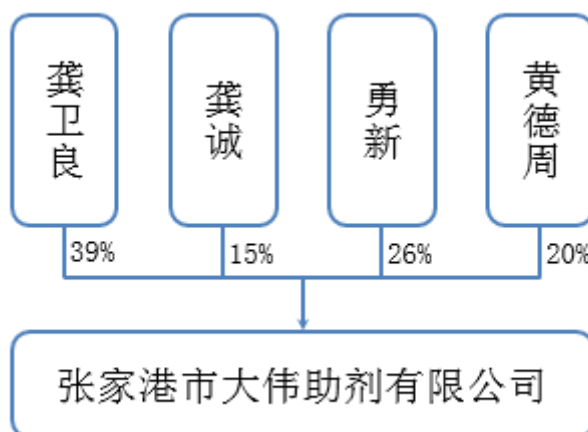 龚卫良
龚诚
勇新
黄德周
39%
15%
26%
20%
张家港市大伟助剂有限公司